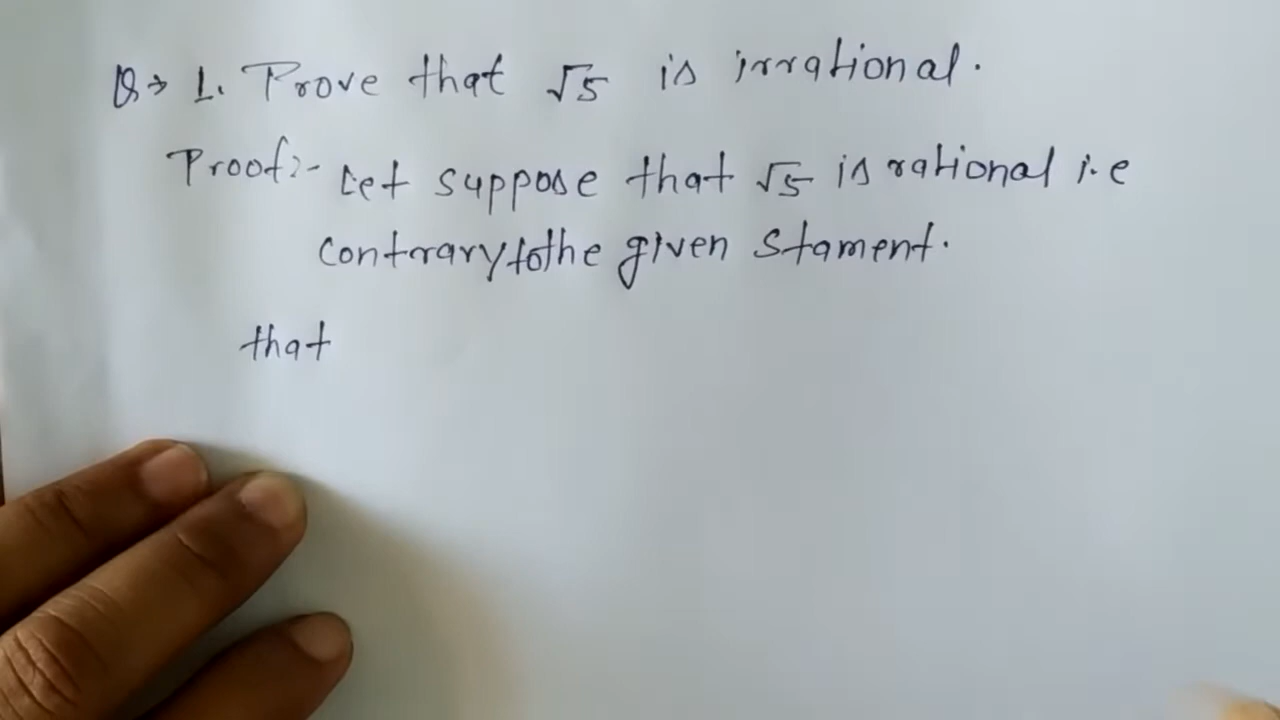 Q→ 1. Prove that √5 is irrational.
Proof:- Let suppose that √5 is rational i.e
contrary to the given Stament.
that